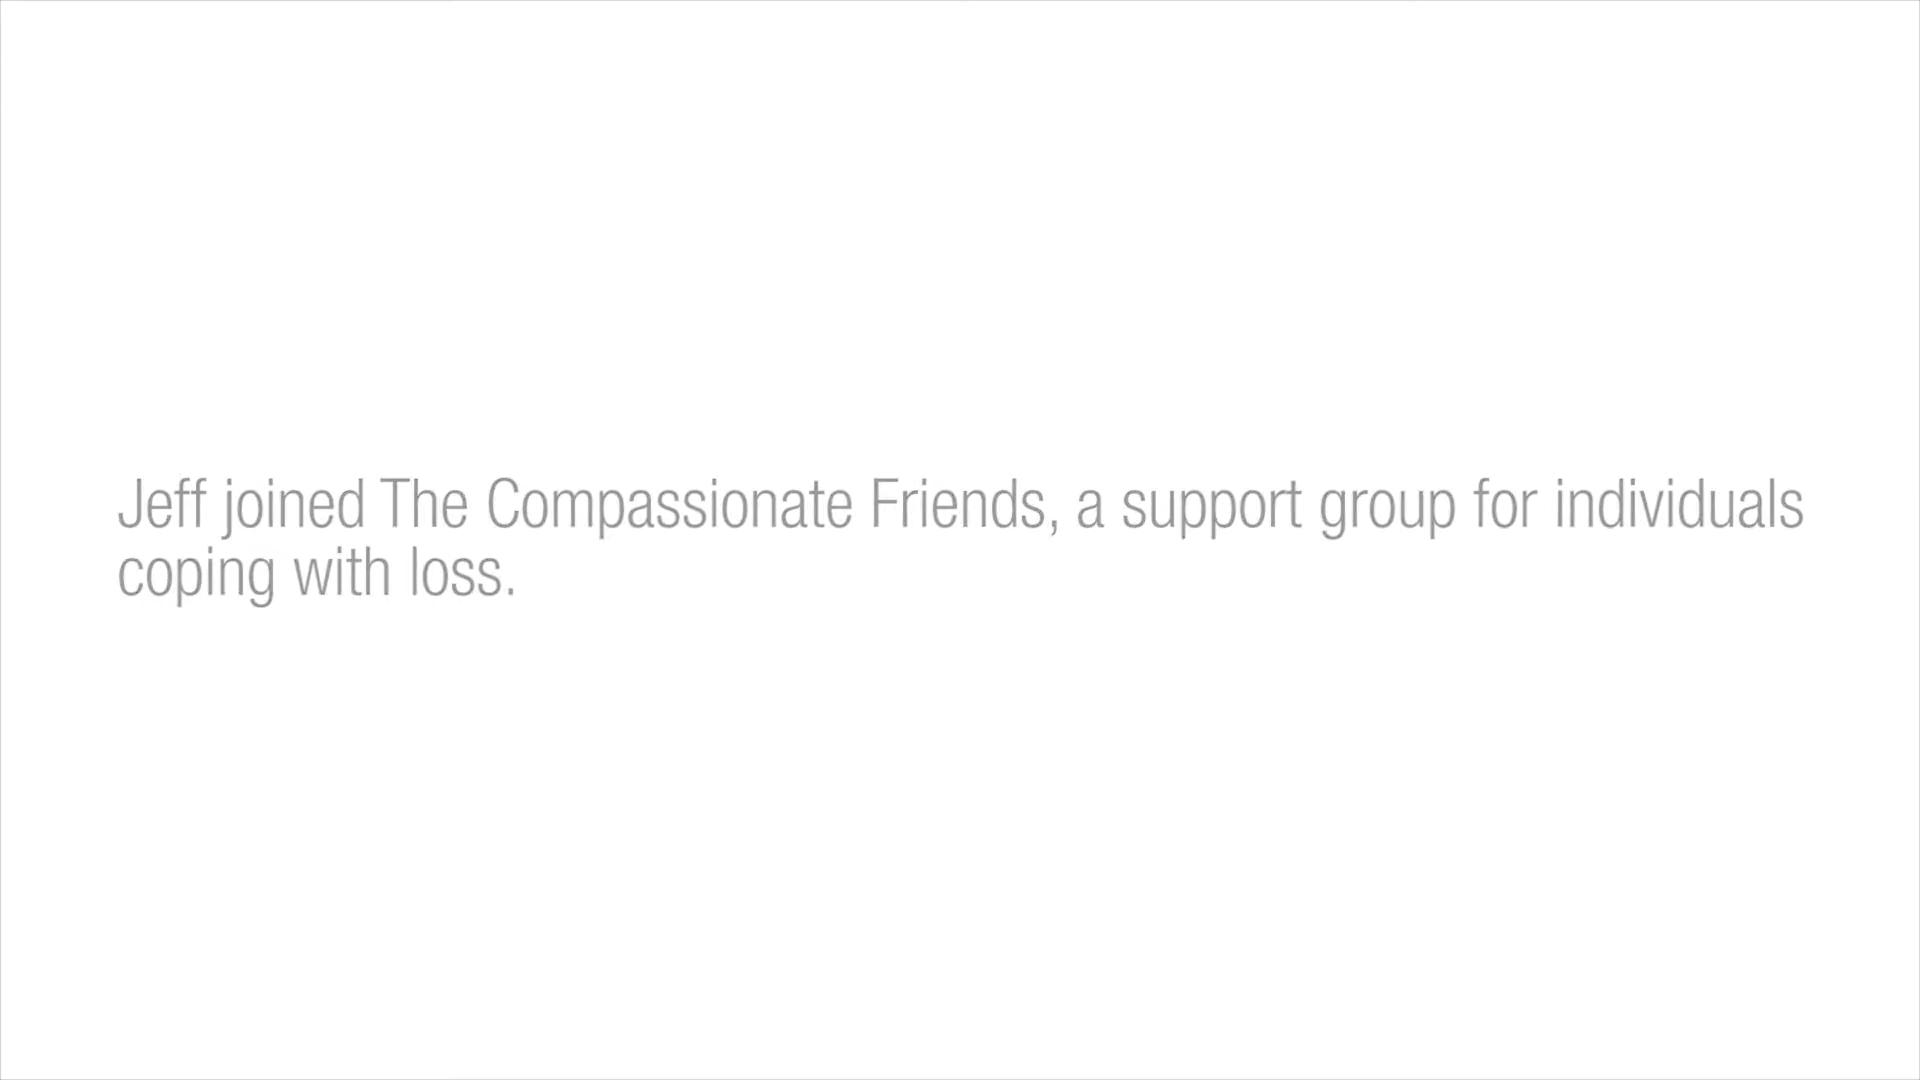 Jeff joined The Compassionate Friends, a support group for individuals
coping with loss.